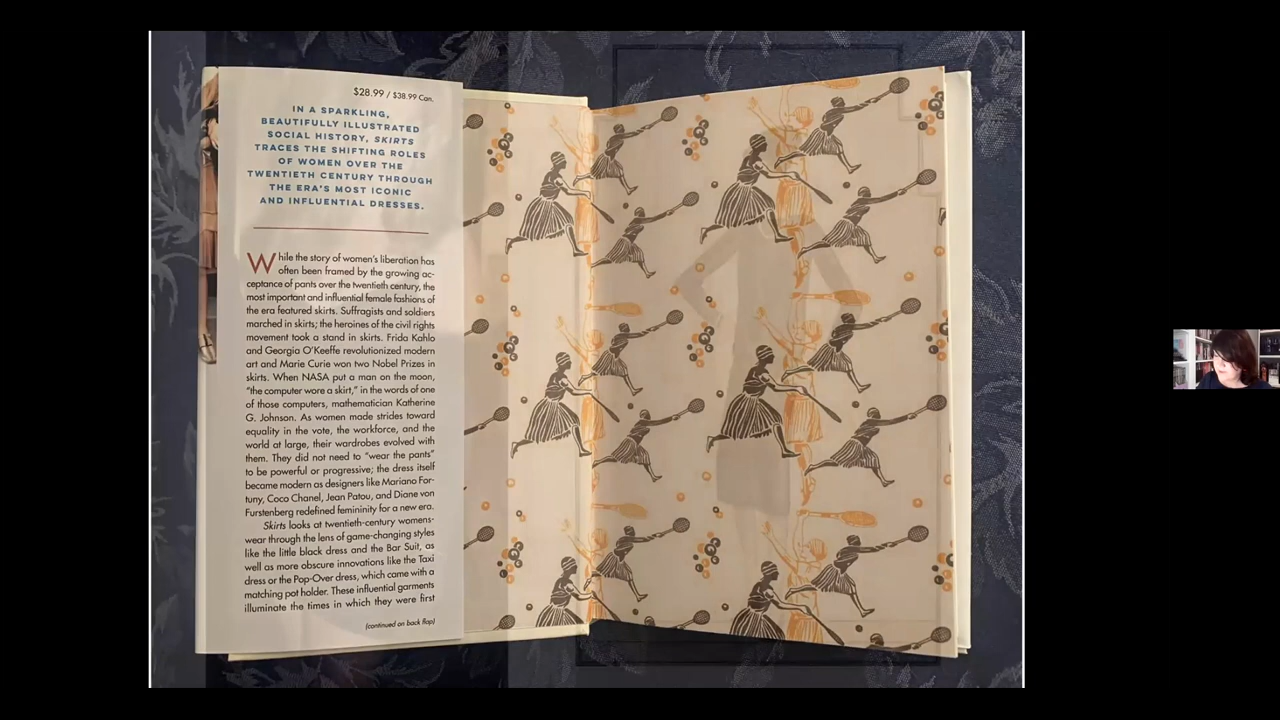 $28.99 / $38.99 Can.
IN A SPARKLING,
BEAUTIFULLY ILLUSTRATED
SOCIAL HISTORY, SKIRTS
TRACES THE SHIFTING ROLES
OF WOMEN OVER THE
TWENTIETH CENTURY THROUGH
THE ERA'S MOST ICONIC
AND INFLUENTIAL DRESSES.
While the story of women's liberation has
often been framed by the growing ac-
ceptance of pants over the twentieth century, the
most important and influential female fashions of
the era featured skirts. Suffragists and soldiers
marched in skirts; the heroines of the civil rights
movement took a stand in skirts. Frida Kahlo
and Georgia O'Keeffe revolutionized modern
art and Marie Curie won two Nobel Prizes in
skirts. When NASA put a man on the moon,
"the computer wore a skirt," in the words of one
of those computers, mathematician Katherine
G. Johnson. As women made strides toward
equality in the vote, the workforce, and the
world at large, their wardrobes evolved with
them. They did not need to "wear the pants"
to be powerful or progressive; the dress itself
became modern as designers like Mariano For-
tuny, Coco Chanel, Jean Patou, and Diane von
Furstenberg redefined femininity for a new era.
Skirts looks at twentieth-century womens-
wear through the lens of game-changing styles
like the little black dress and the Bar Suit, as
well as more obscure innovations like the Taxi
dress or the Pop-Over dress, which came with a
matching pot holder. These influential garments
illuminate the times in which they were first
(continued on back flap)